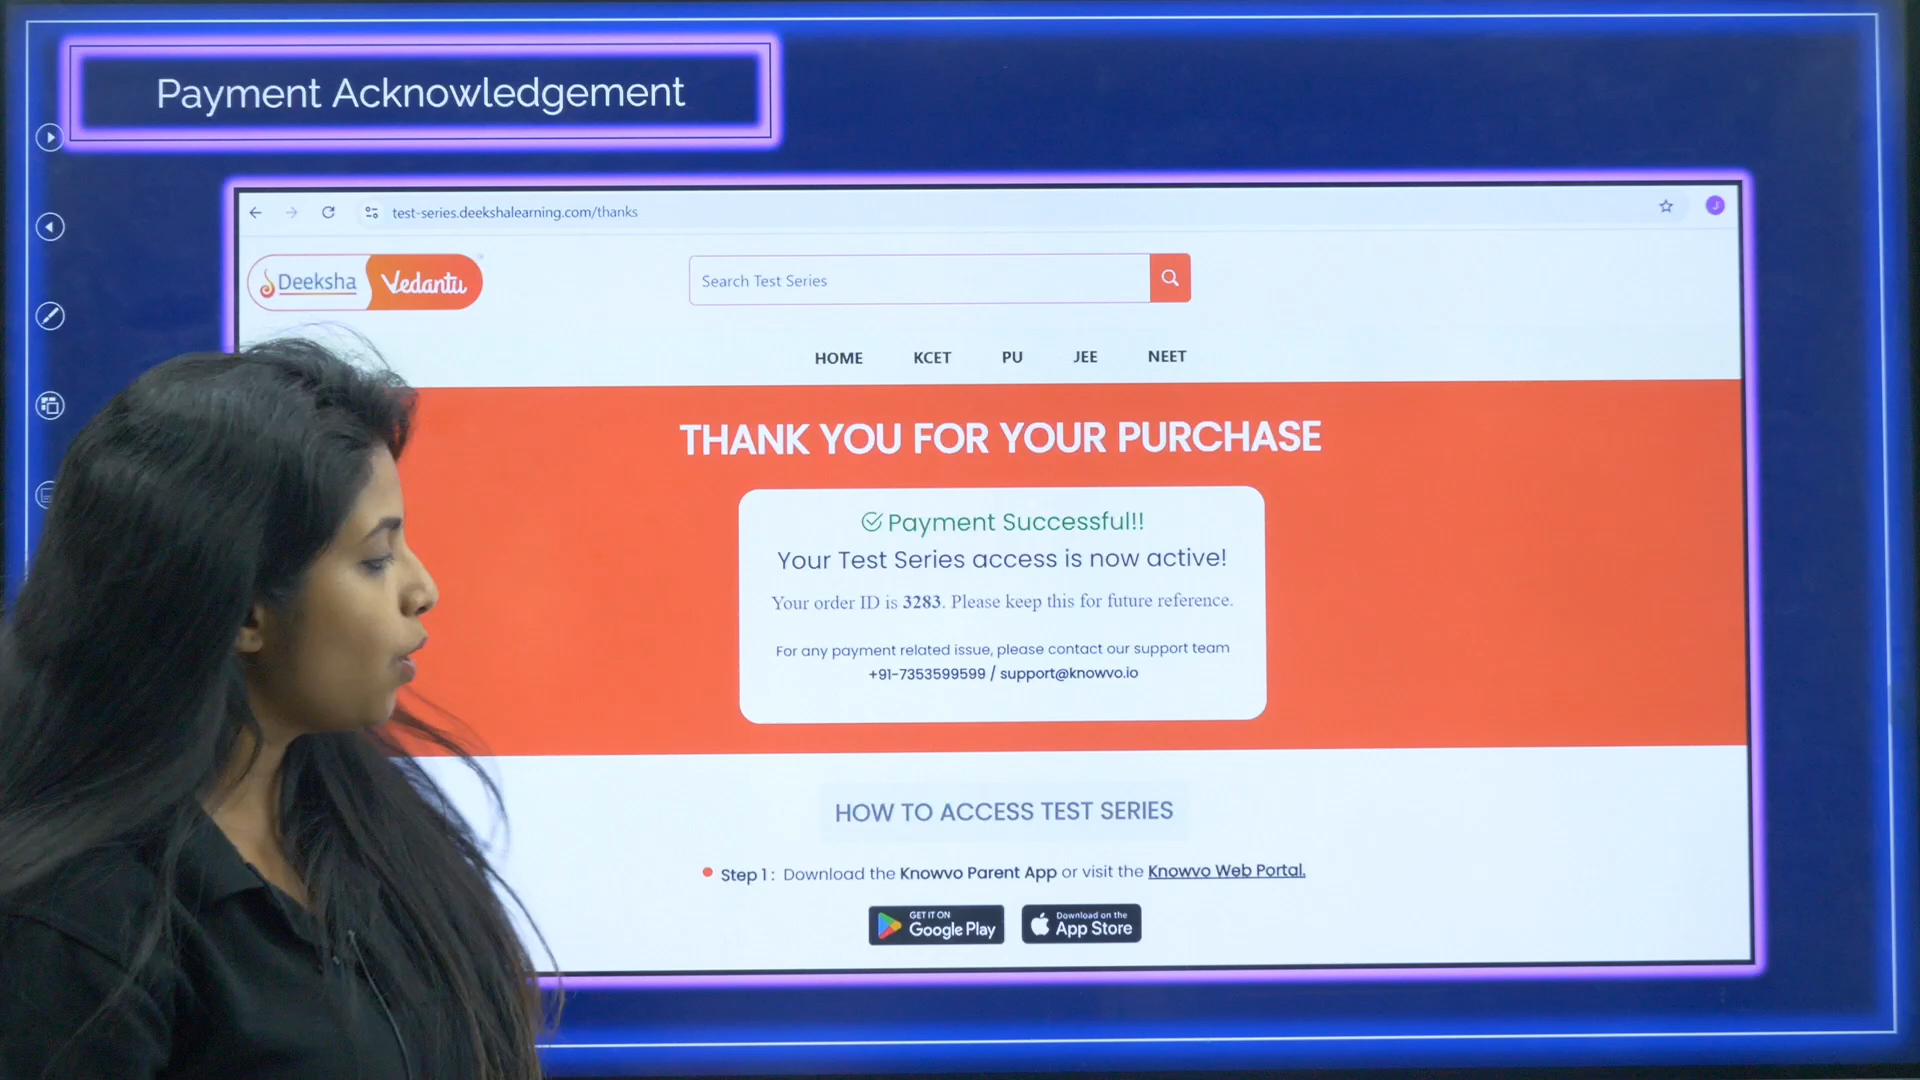 Payment Acknowledgement
test-series.deekshalearning.com/thanks
J
Deeksha Vedantu
Search Test Series
HOME KCET PU JEE NEET
THANK YOU FOR YOUR PURCHASE
Payment Successful!!
Your Test Series access is now active!
Your order ID is 3283. Please keep this for future reference.
For any payment related issue, please contact our support team
+91-7353599599 / support@knowvo.io
HOW TO ACCESS TEST SERIES
Step 1 : Download the Knowvo Parent App or visit the Knowvo Web Portal.
GET IT ON
Google Play
Download on the
App Store